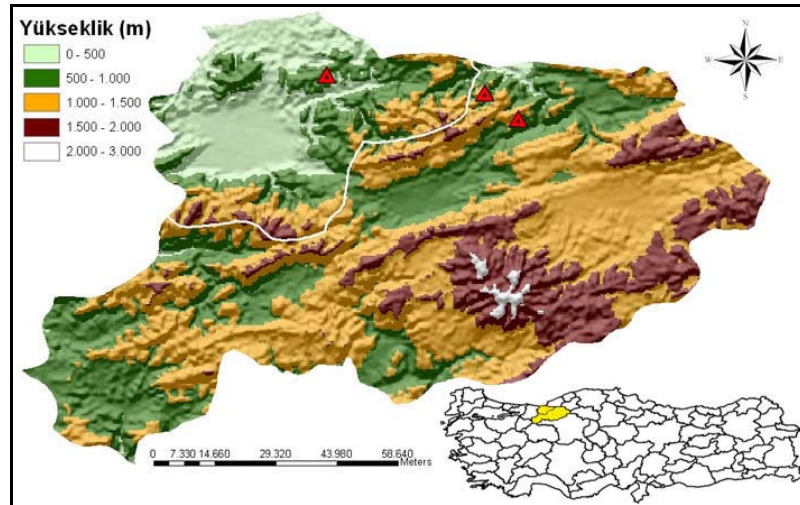 Yükseklik (m)
0 - 500
500 - 1.000
1.000 - 1.500
1.500 - 2.000
2.000 - 3.000
N
W
E
S
0 7.330 14.660 29.320 43.980 58.640
Meters